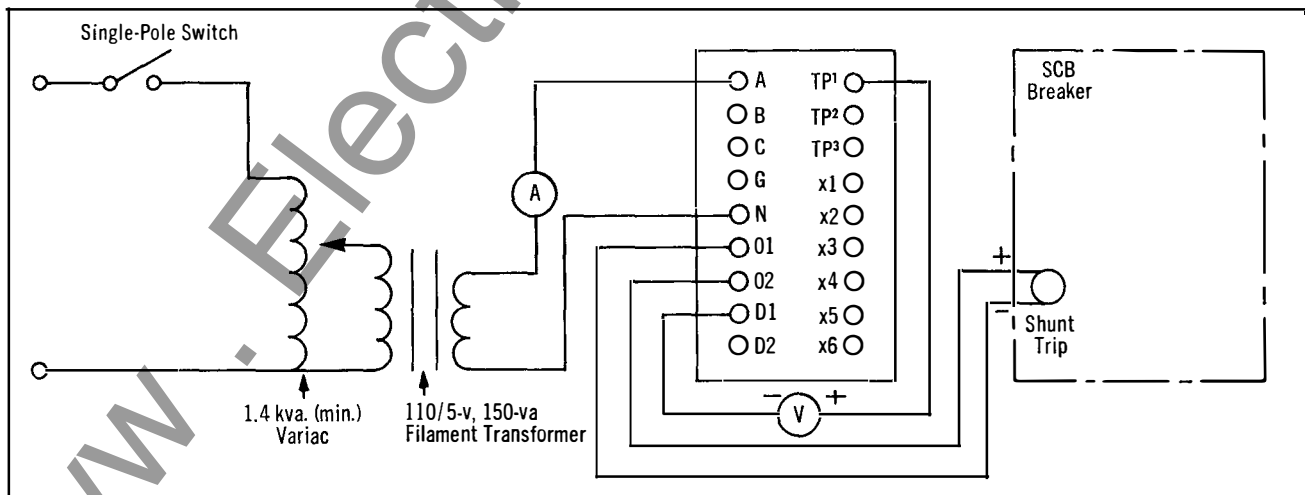 Single-Pole Switch
A
1.4 kva. (min.)
Variac
110/5-v, 150-va
Filament Transformer
A TP¹
B TP²
C TP³
G x1
N x2
01 x3
02 x4
D1 x5
D2 x6
- V +
SCB
Breaker
+
-
Shunt
Trip
w . Electr